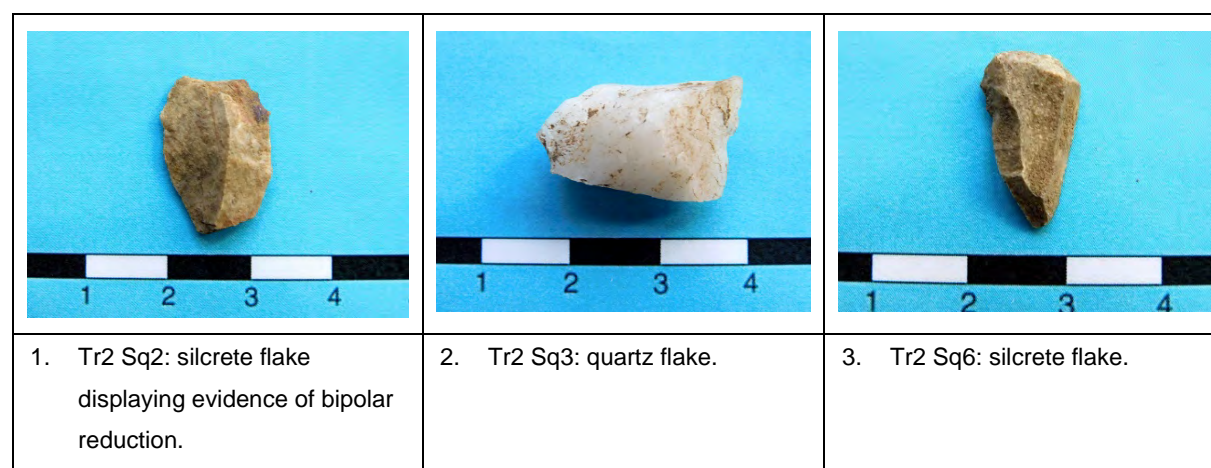 1 2 3 4
1 2 3 4
1 2 3 4
1. Tr2 Sq2: silcrete flake
displaying evidence of bipolar
reduction.
2. Tr2 Sq3: quartz flake.
3. Tr2 Sq6: silcrete flake.